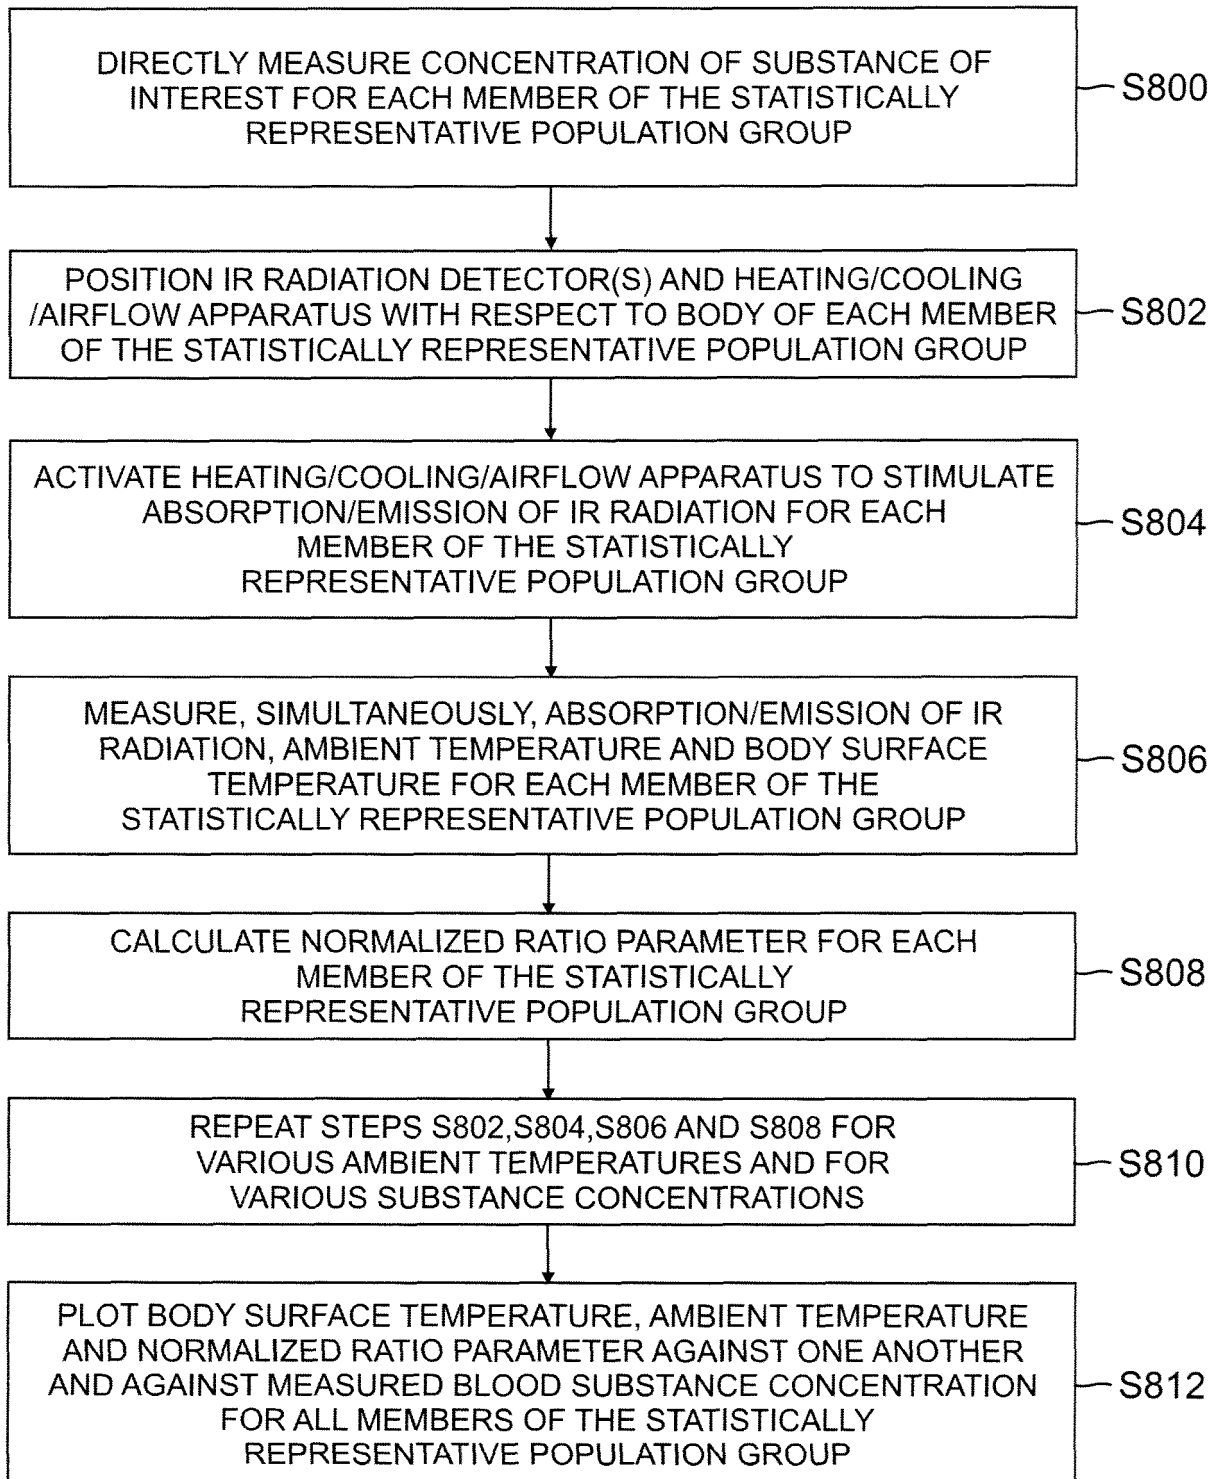 DIRECTLY MEASURE CONCENTRATION OF SUBSTANCE OF
INTEREST FOR EACH MEMBER OF THE STATISTICALLY
REPRESENTATIVE POPULATION GROUP
S800
POSITION IR RADIATION DETECTOR(S) AND HEATING/COOLING
/AIRFLOW APPARATUS WITH RESPECT TO BODY OF EACH MEMBER
OF THE STATISTICALLY REPRESENTATIVE POPULATION GROUP
S802
ACTIVATE HEATING/COOLING/AIRFLOW APPARATUS TO STIMULATE
ABSORPTION/EMISSION OF IR RADIATION FOR EACH
MEMBER OF THE STATISTICALLY
REPRESENTATIVE POPULATION GROUP
S804
MEASURE, SIMULTANEOUSLY, ABSORPTION/EMISSION OF IR
RADIATION, AMBIENT TEMPERATURE AND BODY SURFACE
TEMPERATURE FOR EACH MEMBER OF THE
STATISTICALLY REPRESENTATIVE POPULATION GROUP
S806
CALCULATE NORMALIZED RATIO PARAMETER FOR EACH
MEMBER OF THE STATISTICALLY
REPRESENTATIVE POPULATION GROUP
S808
REPEAT STEPS S802,S804,S806 AND S808 FOR
VARIOUS AMBIENT TEMPERATURES AND FOR
VARIOUS SUBSTANCE CONCENTRATIONS
S810
PLOT BODY SURFACE TEMPERATURE, AMBIENT TEMPERATURE
AND NORMALIZED RATIO PARAMETER AGAINST ONE ANOTHER
AND AGAINST MEASURED BLOOD SUBSTANCE CONCENTRATION
FOR ALL MEMBERS OF THE STATISTICALLY
REPRESENTATIVE POPULATION GROUP
S812